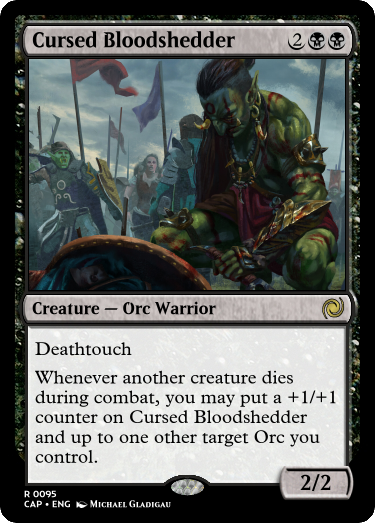 Cursed Bloodshedder 2
Creature — Orc Warrior
Deathtouch
Whenever another creature dies
during combat, you may put a +1/+1
counter on Cursed Bloodshedder
and up to one other target Orc you
control.
2/2
R 0095
CAP • ENG Michael Gladigau